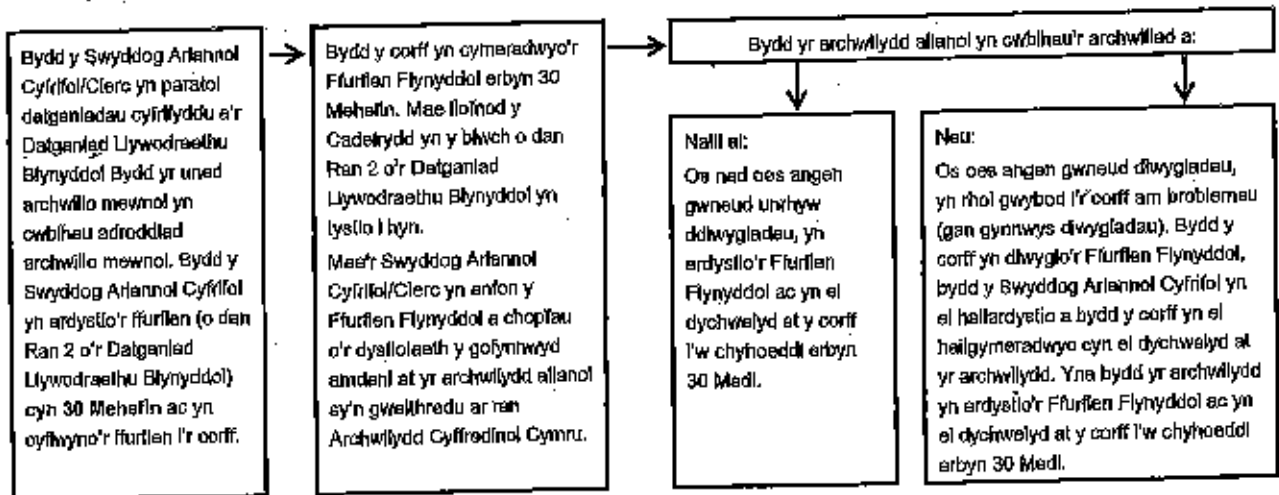 Bydd y Swyddog Ariannol
Cyfrifol/Clerc yn paratoi
datganiadau cyfrifyddu a'r
Datganiad Llywodraethu
Blynyddol Bydd yr uned
archwilio mewnol yn
cwblhau adroddiad
archwilio mewnol. Bydd y
Swyddog Ariannol Cyfrifol
yn ardystio'r ffurflen (o dan
Ran 2 o'r Datganiad
Llywodraethu Blynyddol)
cyn 30 Mehefin ac yn
cyflwyno'r ffurflen i'r corff.
Bydd y corff yn cymeradwyo'r
Ffurflen Flynyddol erbyn 30
Mehefin. Mae llofnod y
Cadeirydd yn y blwch o dan
Ran 2 o'r Datganiad
Llywodraethu Blynyddol yn
tystio i hyn.
Mae'r Swyddog Ariannol
Cyfrifol/Clerc yn anfon y
Ffurflen Flynyddol a chopïau
o'r dystiolaeth y gofynnwyd
amdani at yr archwilydd allanol
sy'n gweithredu ar ran
Archwilydd Cyffredinol Cymru.
Bydd yr archwilydd allanol yn cwblhau'r archwiliad a:
Naill ai:
Os nad oes angen
gwneud unrhyw
ddiwygiadau, yn
ardystio'r Ffurflen
Flynyddol ac yn ei
dychwelyd at y corff
i'w chyhoeddi erbyn
30 Medi.
Neu:
Os oes angen gwneud diwygiadau,
yn rhoi gwybod i'r corff am broblemau
(gan gynnwys diwygiadau). Bydd y
corff yn diwygio'r Ffurflen Flynyddol,
bydd y Swyddog Ariannol Cyfrifol yn
ei hailardystio a bydd y corff yn ei
hailgymeradwyo cyn ei dychwelyd at
yr archwilydd. Yna bydd yr archwilydd
yn ardystio'r Ffurflen Flynyddol ac yn
ei dychwelyd at y corff i'w chyhoeddi
erbyn 30 Medi.